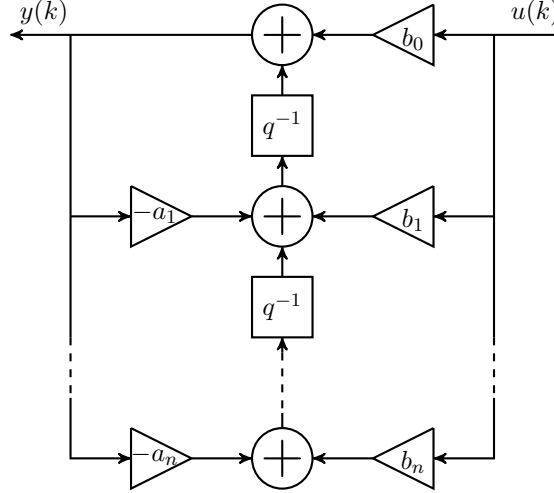 y(k) u(k)
b₀
q⁻¹
−a₁ b₁
q⁻¹
−aₙ bₙ